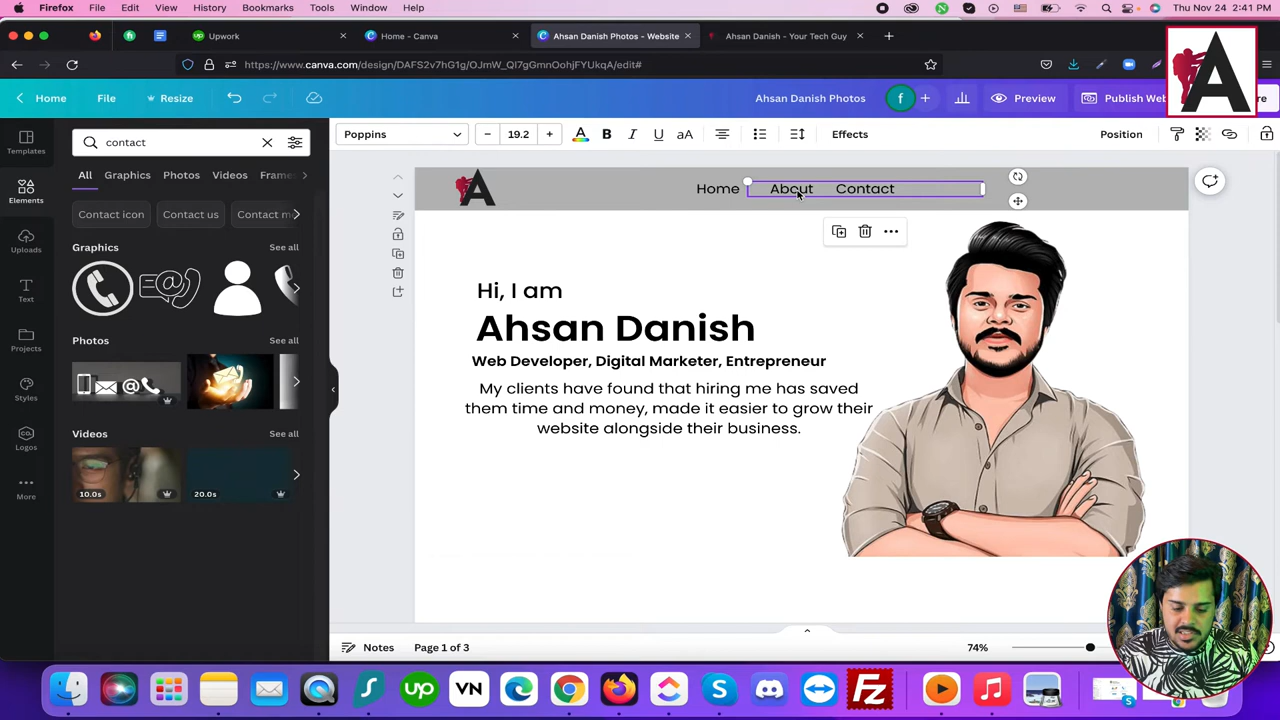 Firefox File Edit View History Bookmarks Tools Window Help Thu Nov 24 2:41 PM
Upwork Home - Canva Ahsan Danish Photos - Website Ahsan Danish - Your Tech Guy
https://www.canva.com/design/DAFS2v7hG1g/OJmW_QI7gGmnOohjFYUkqA/edit#
Home File Resize Ahsan Danish Photos f Preview Publish Web
A
contact
Poppins 19.2 A B I U aA Effects Position
Templates
All Graphics Photos Videos Frames
Elements
Contact icon Contact us Contact
Graphics See all
Uploads
Text
Photos See all
Projects
Styles
Videos See all
Logos
10.0s 20.0s
More
A Home About Contact
Hi, I am
Ahsan Danish
Web Developer, Digital Marketer, Entrepreneur
My clients have found that hiring me has saved
them time and money, made it easier to grow their
website alongside their business.
Notes Page 1 of 3 74%
up VN Fz